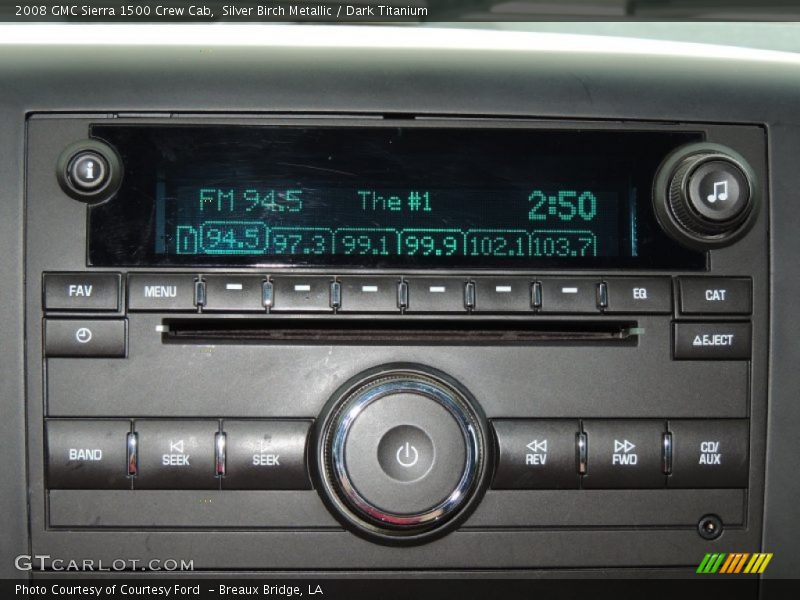 2008 GMC Sierra 1500 Crew Cab, Silver Birch Metallic / Dark Titanium
i
FM 94.5 The #1 2:50
1 94.5 97.3 99.1 99.9 102.1 103.7
FAV MENU EQ CAT
EJECT
BAND SEEK SEEK REV FWD CD/AUX
GTCARLOT.COM
Photo Courtesy of Courtesy Ford - Breaux Bridge, LA